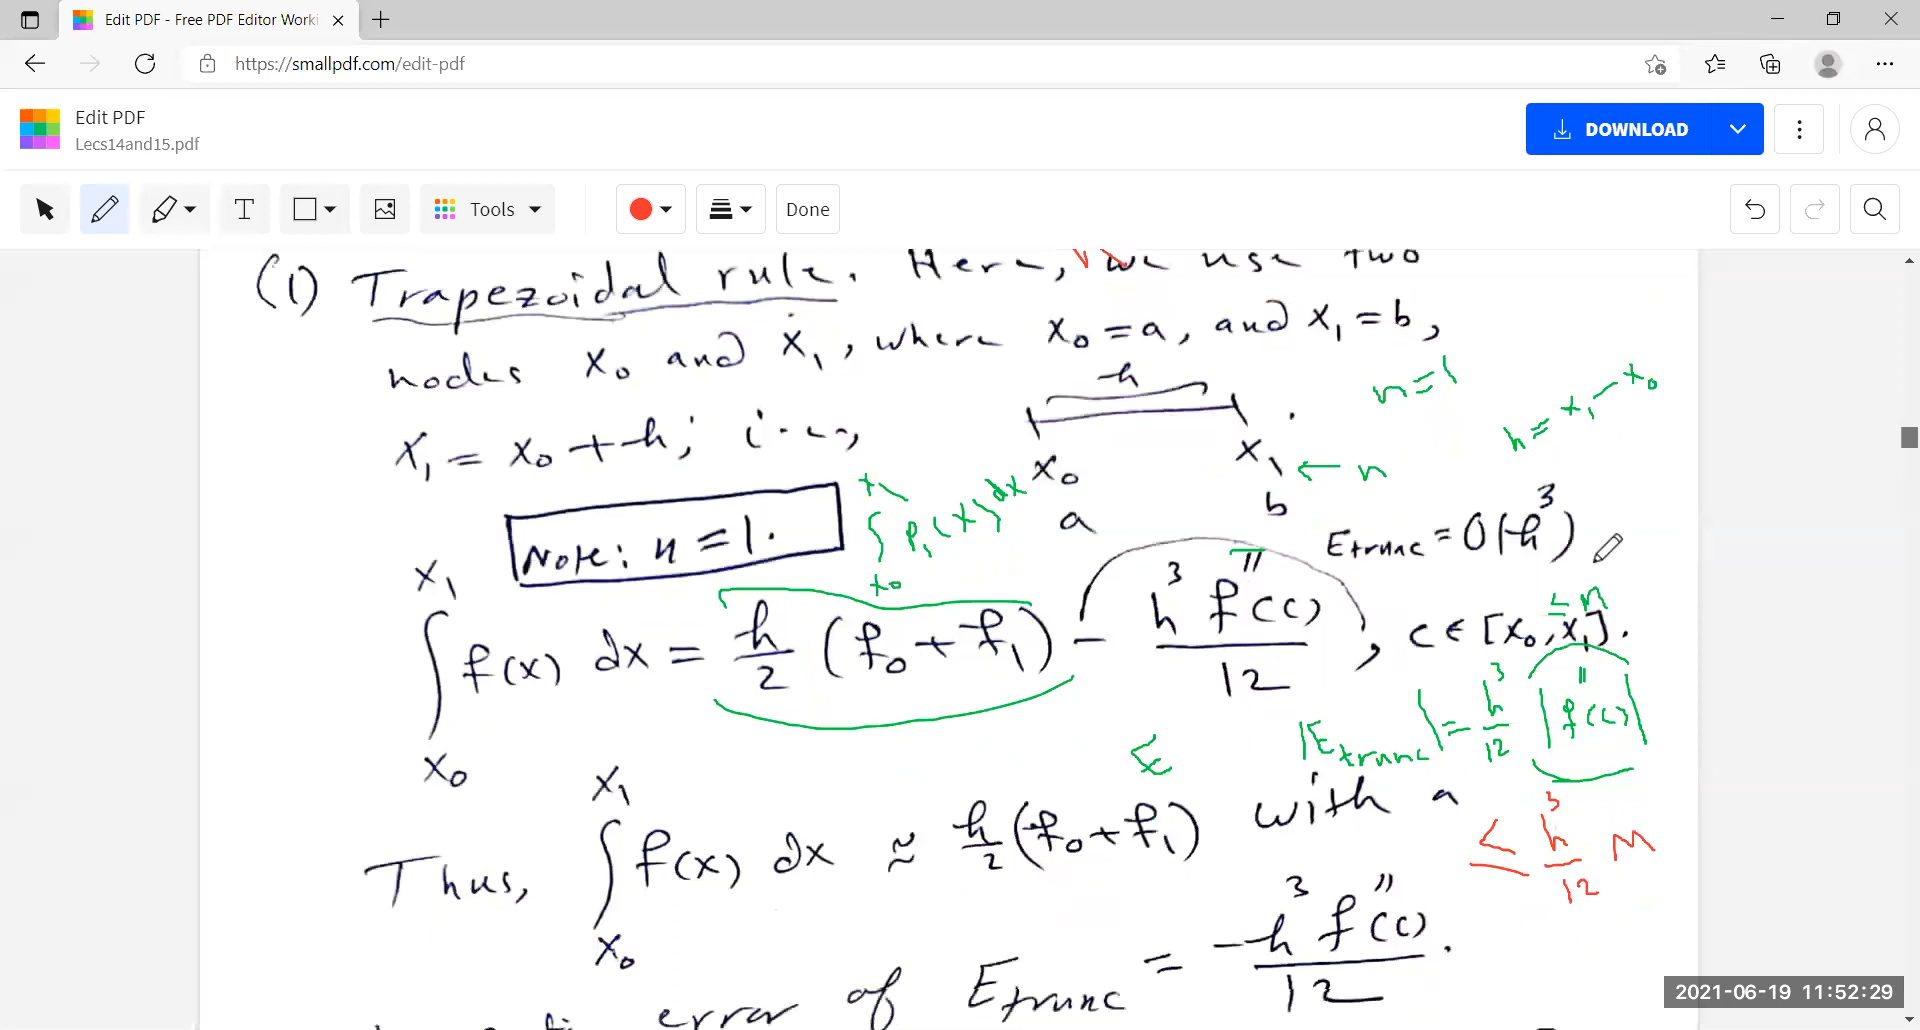 Edit PDF - Free PDF Editor Worki
https://smallpdf.com/edit-pdf
Edit PDF
Lecs14and15.pdf
DOWNLOAD
T
Tools
Done
(1) Trapezoidal rule. Here, we use two
nodes x₀ and x₁, where x₀ = a, and x₁ = b,
h
n = 1
h = x₁ - x₀
x₁ = x₀ + h; i.e.,
x₀
x₁ ← n
a
b
Note: n = 1.
∫_{x₀}^{x₁} P₁(x) dx
E_trunc = O(h³)
≤ M
∫_{x₀}^{x₁} f(x) dx = h/2 (f₀ + f₁) - h³ f''(c)/12, c ∈ [x₀, x₁].
E
|E_trunc| = h³/12 |f''(c)|
≤ h³/12 M
Thus, ∫_{x₀}^{x₁} f(x) dx ≈ h/2 (f₀ + f₁) with a
error of E_trunc = -h³ f''(c)/12.
2021-06-19 11:52:29